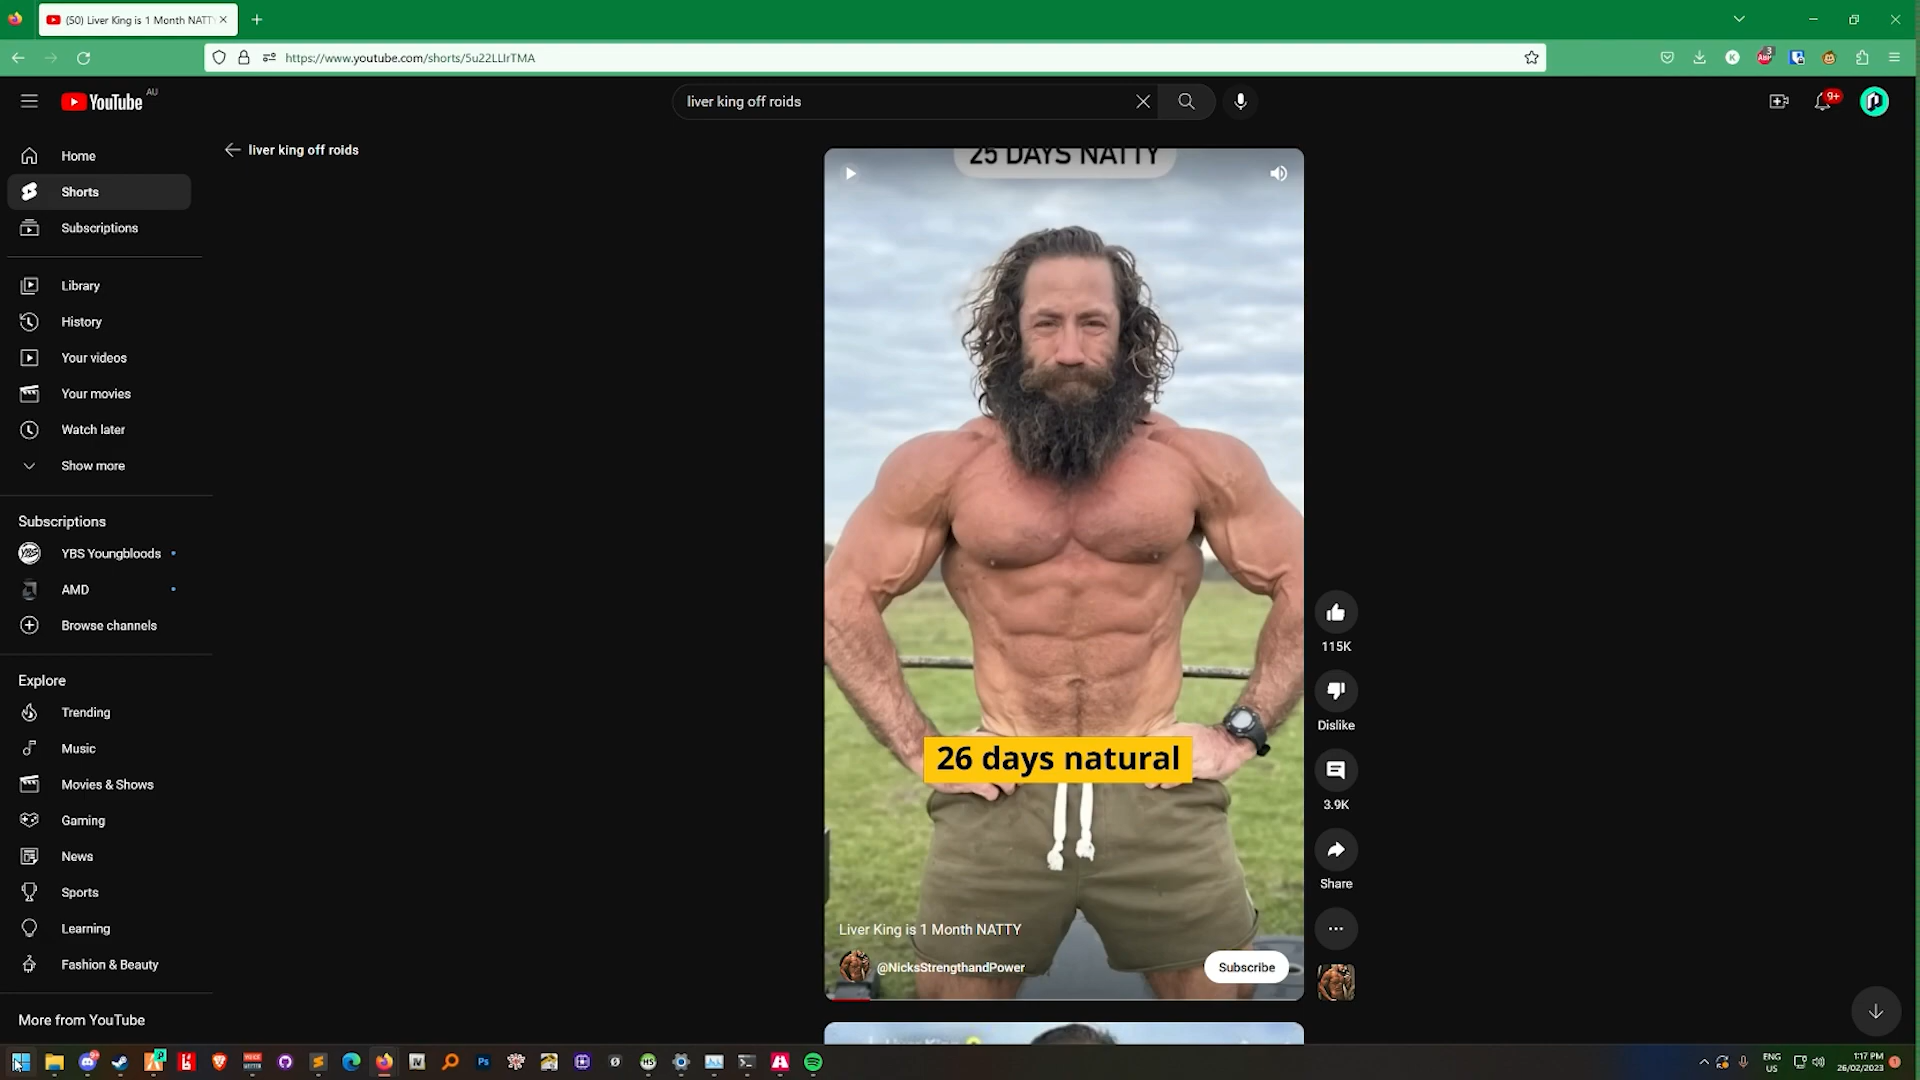 (50) Liver King is 1 Month NATT
https://www.youtube.com/shorts/5u22LLIrTMA
3
YouTube
AU
liver king off roids
9+
Home
Shorts
Subscriptions
Library
History
Your videos
Your movies
Watch later
Show more
Subscriptions
YBS Youngbloods
AMD
Browse channels
Explore
Trending
Music
Movies & Shows
Gaming
News
Sports
Learning
Fashion & Beauty
More from YouTube
liver king off roids
25 DAYS NATTY
26 days natural
Liver King is 1 Month NATTY
@NicksStrengthandPower
Subscribe
115K
Dislike
3.9K
Share
ENG
US
1:17 PM
26/02/2023